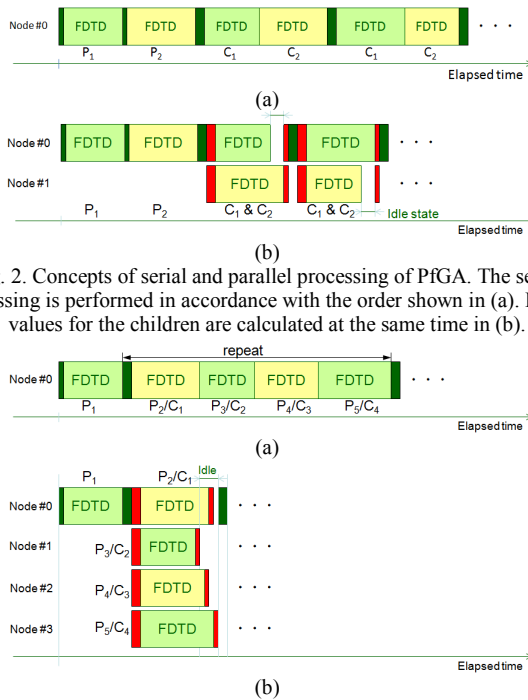 Node #0 FDTD FDTD FDTD FDTD FDTD FDTD · · ·
P1 P2 C1 C2 C1 C2
Elapsed time
(a)
Node #0 FDTD FDTD FDTD FDTD · · ·
Node #1 FDTD FDTD · · ·
P1 P2 C1 & C2 C1 & C2 Idle state
Elapsed time
(b)
. 2. Concepts of serial and parallel processing of PfGA. The se
ssing is performed in accordance with the order shown in (a).
values for the children are calculated at the same time in (b).
repeat
Node #0 FDTD FDTD FDTD FDTD FDTD · · ·
P1 P2/C1 P3/C2 P4/C3 P5/C4
Elapsed time
(a)
Idle
P1 P2/C1
Node #0 FDTD FDTD · · ·
Node #1 P3/C2 FDTD · · ·
Node #2 P4/C3 FDTD · · ·
Node #3 P5/C4 FDTD · · ·
Elapsed time
(b)